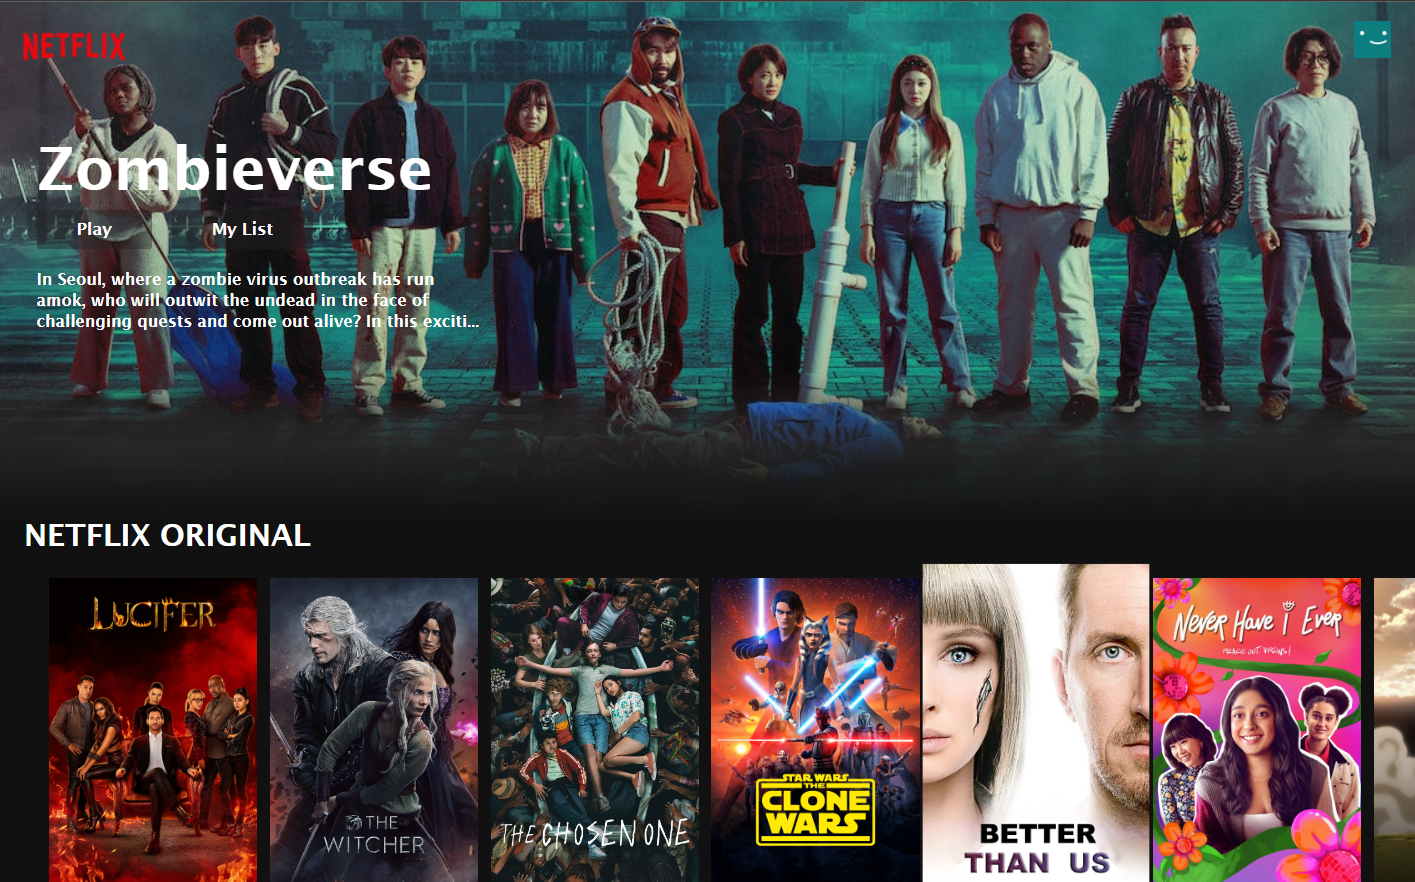 NETFLIX
Zombieverse
Play
My List
In Seoul, where a zombie virus outbreak has run
amok, who will outwit the undead in the face of
challenging quests and come out alive? In this exciti...
NETFLIX ORIGINAL
LUCIFER
THE
WITCHER
THE CHOSEN ONE
STAR WARS
THE
CLONE
WARS
BETTER
THAN US
NEVER HAVE I EVER
PEACE OUT, VIRGINS!